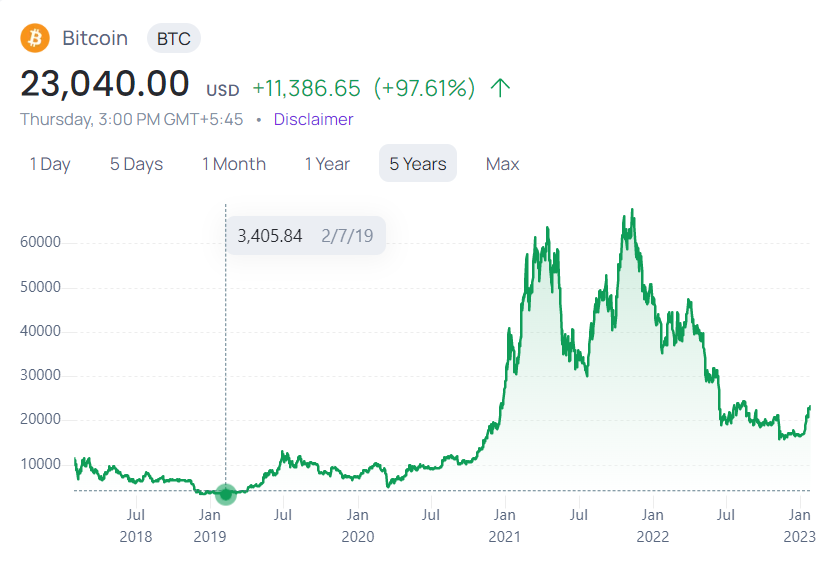 Bitcoin BTC
23,040.00 USD +11,386.65 (+97.61%) ↑
Thursday, 3:00 PM GMT+5:45 • Disclaimer
1 Day 5 Days 1 Month 1 Year 5 Years Max
3,405.84 2/7/19
60000
50000
40000
30000
20000
10000
Jul Jan Jul Jan Jul Jan Jul Jan Jul Jan
2018 2019 2020 2021 2022 2023